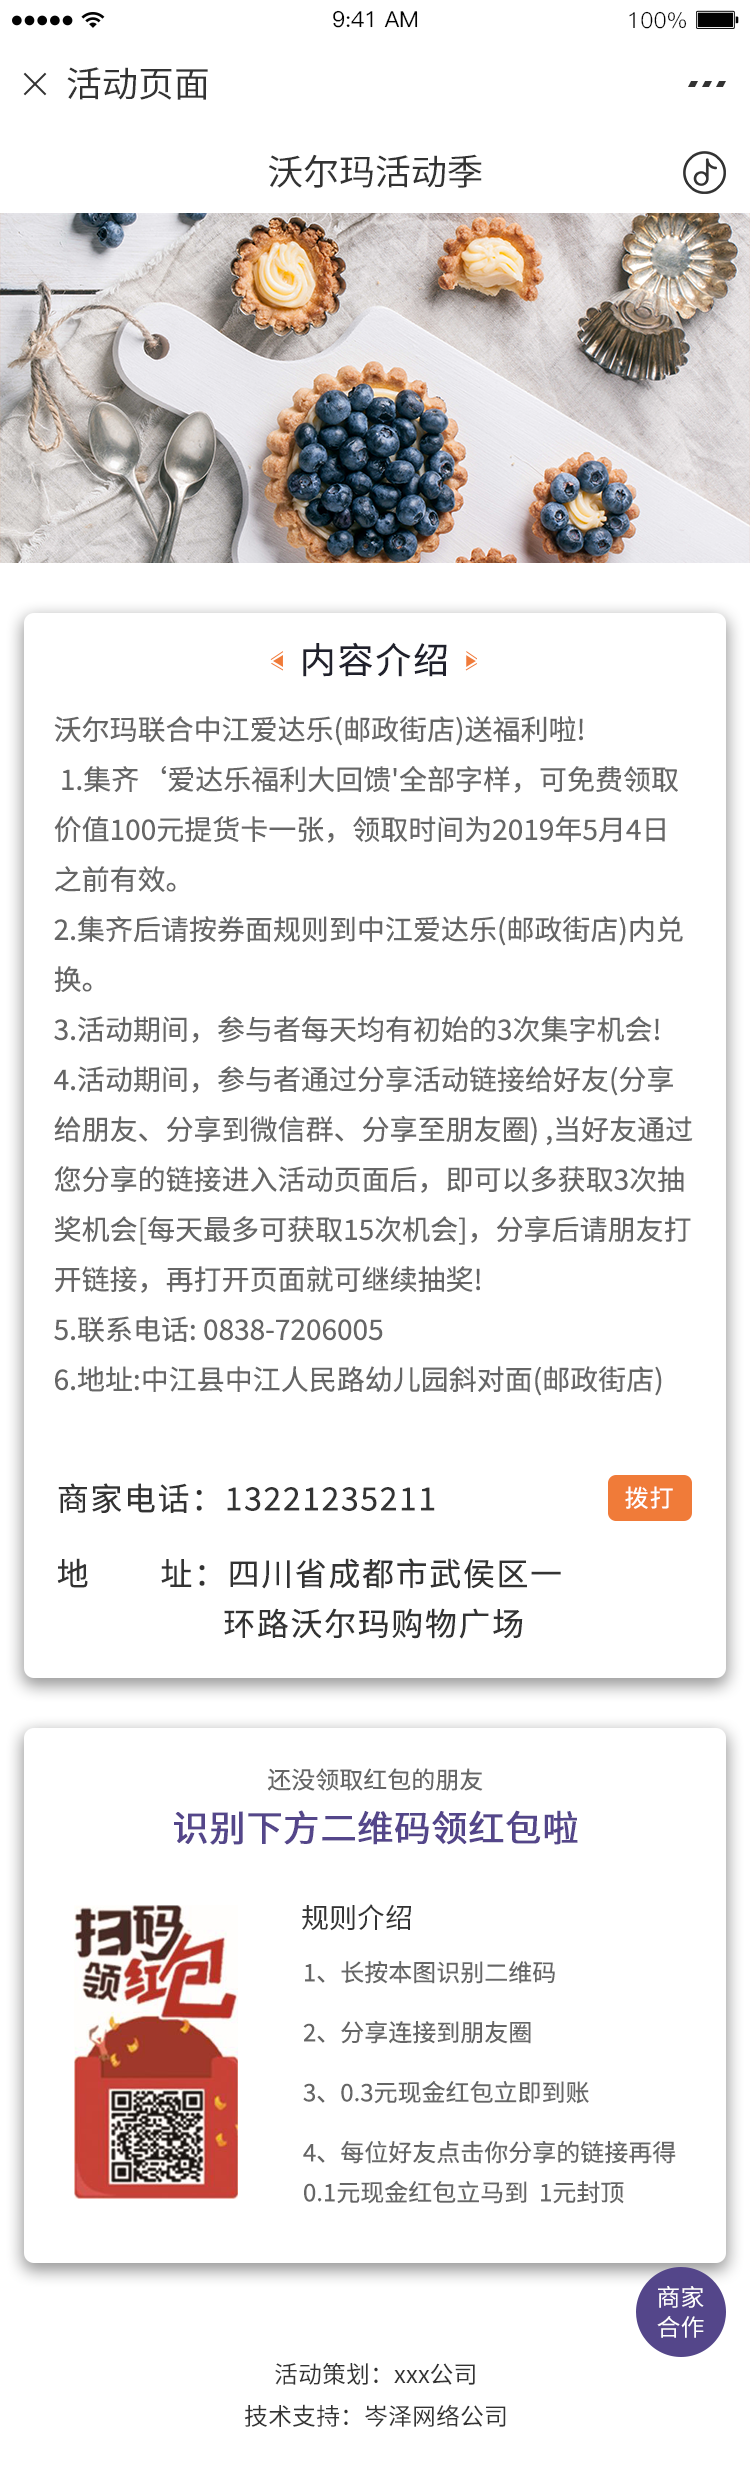 9:41 AM
100%
活动页面
沃尔玛活动季
内容介绍
沃尔玛联合中江爱达乐(邮政街店)送福利啦!
1.集齐‘爱达乐福利大回馈'全部字样，可免费领取
价值100元提货卡一张，领取时间为2019年5月4日
之前有效。
2.集齐后请按券面规则到中江爱达乐(邮政街店)内兑
换。
3.活动期间，参与者每天均有初始的3次集字机会!
4.活动期间，参与者通过分享活动链接给好友(分享
给朋友、分享到微信群、分享至朋友圈) ,当好友通过
您分享的链接进入活动页面后，即可以多获取3次抽
奖机会[每天最多可获取15次机会]，分享后请朋友打
开链接，再打开页面就可继续抽奖!
5.联系电话: 0838-7206005
6.地址:中江县中江人民路幼儿园斜对面(邮政街店)
商家电话：13221235211
拨打
地 址：四川省成都市武侯区一
环路沃尔玛购物广场
还没领取红包的朋友
识别下方二维码领红包啦
扫码
领红包
规则介绍
1、长按本图识别二维码
2、分享连接到朋友圈
3、0.3元现金红包立即到账
4、每位好友点击你分享的链接再得
0.1元现金红包立马到 1元封顶
商家
合作
活动策划：xxx公司
技术支持：岑泽网络公司